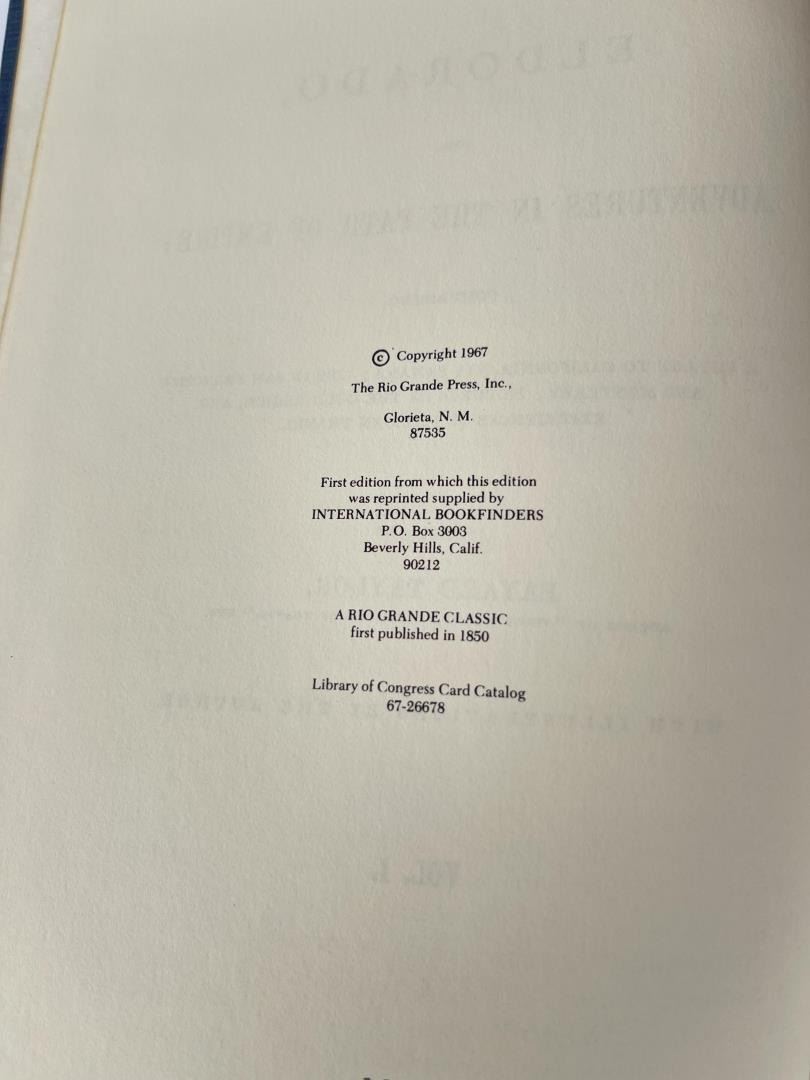 © Copyright 1967
The Rio Grande Press, Inc.,
Glorieta, N. M.
87535
First edition from which this edition
was reprinted supplied by
INTERNATIONAL BOOKFINDERS
P.O. Box 3003
Beverly Hills, Calif.
90212
A RIO GRANDE CLASSIC
first published in 1850
Library of Congress Card Catalog
67-26678